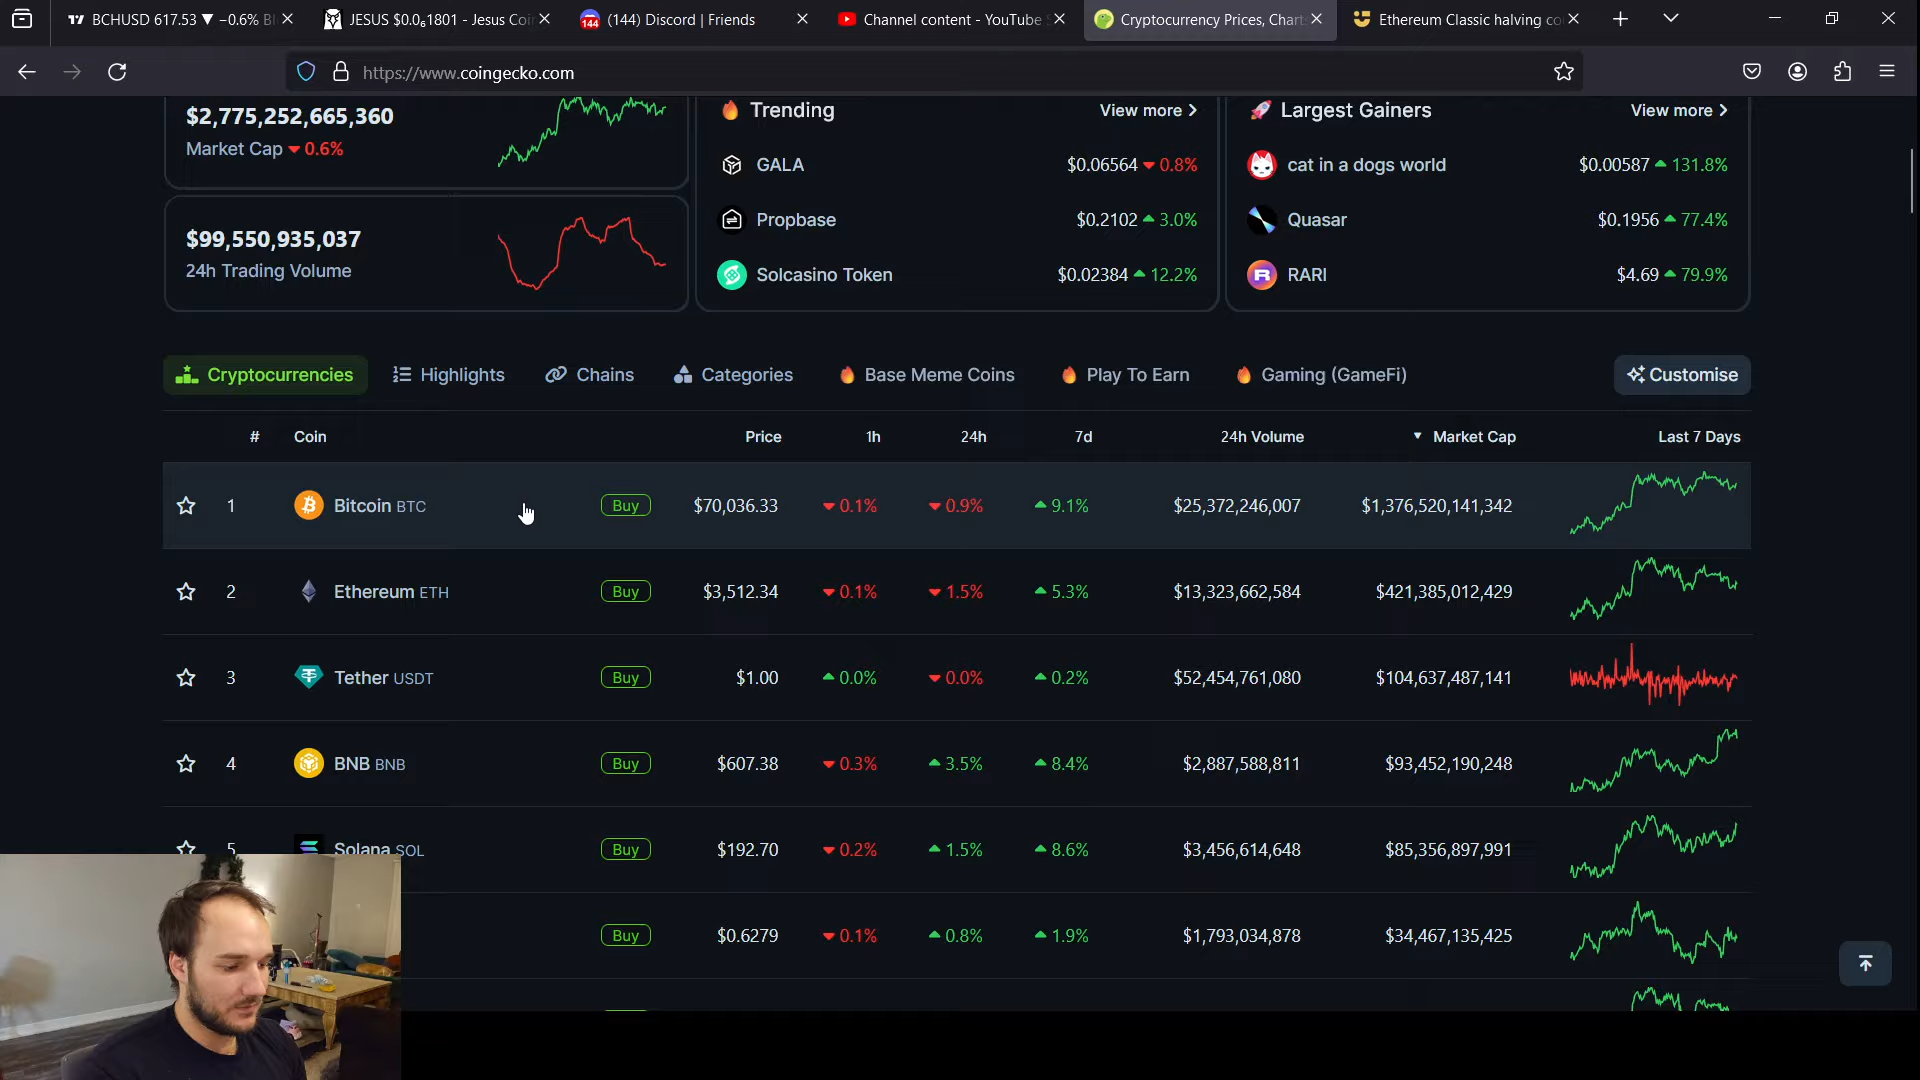 BCHUSD 617.53 ▼ −0.6%
JESUS $0.0₆1801 - Jesus Coi
144
(144) Discord | Friends
Channel content - YouTube
Cryptocurrency Prices, Chart
Ethereum Classic halving co
https://www.coingecko.com
$2,775,252,665,360
Market Cap ▼ 0.6%
$99,550,935,037
24h Trading Volume
Trending View more >
GALA $0.06564 ▼ 0.8%
Propbase $0.2102 ▲ 3.0%
Solcasino Token $0.02384 ▲ 12.2%
Largest Gainers View more >
cat in a dogs world $0.00587 ▲ 131.8%
Quasar $0.1956 ▲ 77.4%
RARI $4.69 ▲ 79.9%
Cryptocurrencies Highlights Chains Categories Base Meme Coins Play To Earn Gaming (GameFi) Customise
# Coin Price 1h 24h 7d 24h Volume ▼ Market Cap Last 7 Days
1 Bitcoin BTC Buy $70,036.33 ▼ 0.1% ▼ 0.9% ▲ 9.1% $25,372,246,007 $1,376,520,141,342
2 Ethereum ETH Buy $3,512.34 ▼ 0.1% ▼ 1.5% ▲ 5.3% $13,323,662,584 $421,385,012,429
3 Tether USDT Buy $1.00 ▲ 0.0% ▼ 0.0% ▲ 0.2% $52,454,761,080 $104,637,487,141
4 BNB BNB Buy $607.38 ▼ 0.3% ▲ 3.5% ▲ 8.4% $2,887,588,811 $93,452,190,248
5 Solana SOL Buy $192.70 ▼ 0.2% ▲ 1.5% ▲ 8.6% $3,456,614,648 $85,356,897,991
Buy $0.6279 ▼ 0.1% ▲ 0.8% ▲ 1.9% $1,793,034,878 $34,467,135,425